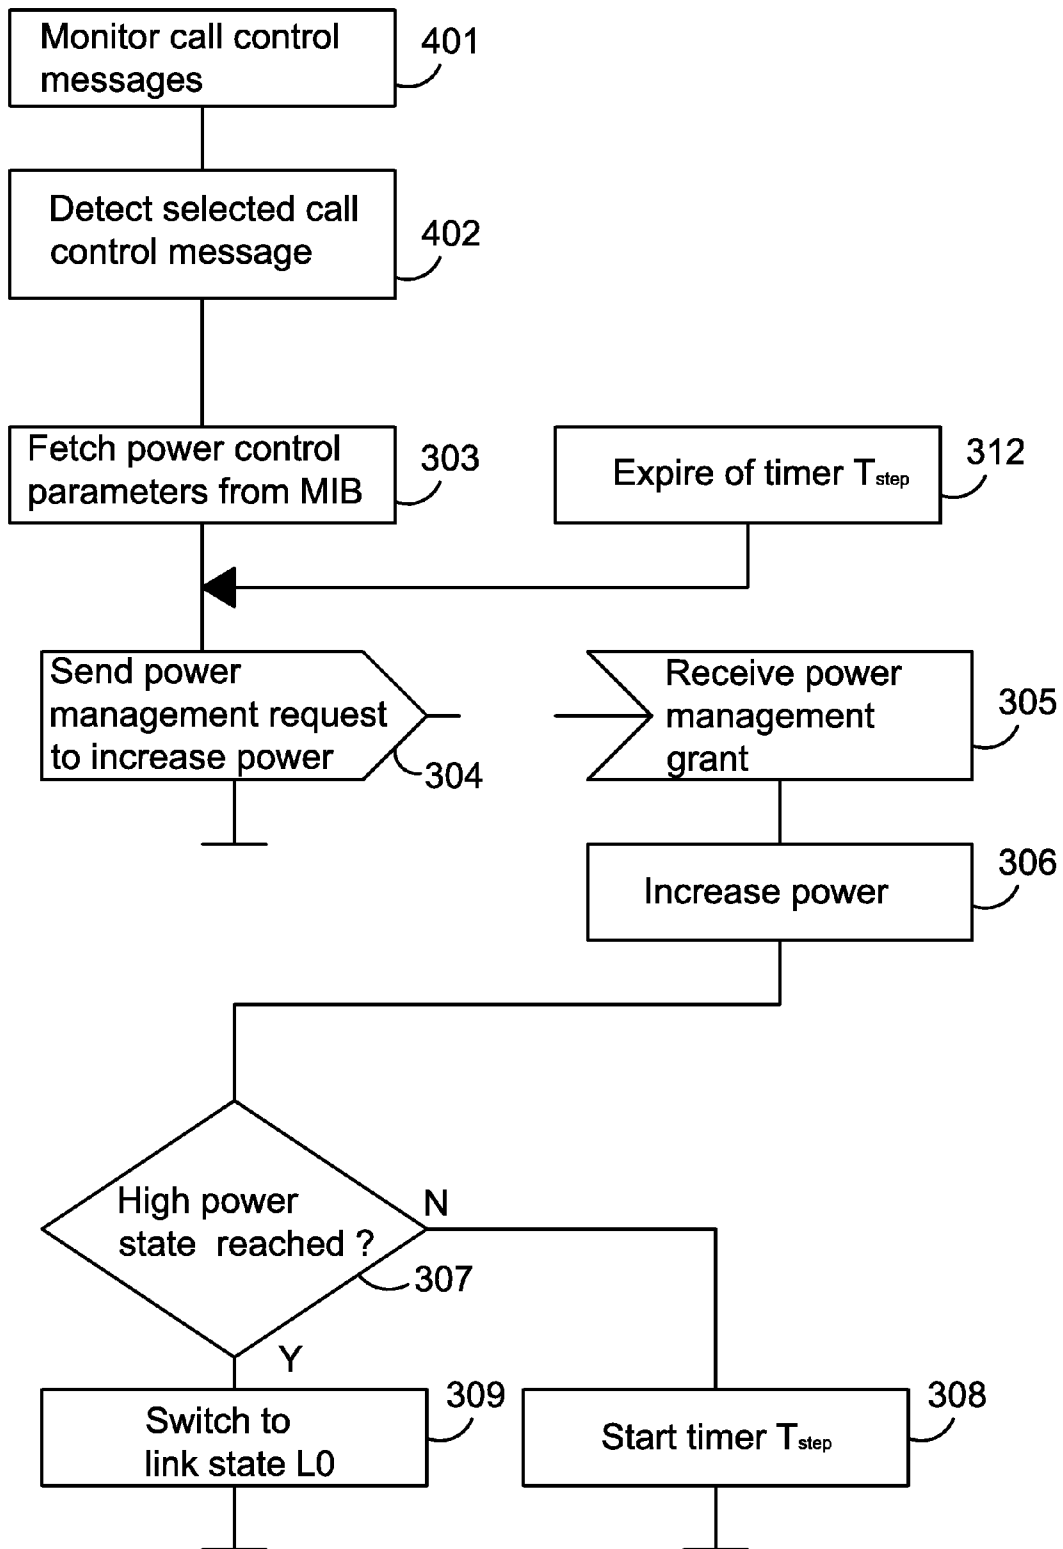 Monitor call control
messages
401
Detect selected call
control message
402
Fetch power control
parameters from MIB
303
Expire of timer Tstep
312
Send power
management request
to increase power
304
Receive power
management
grant
305
Increase power
306
High power
state reached ?
307
N
Y
Switch to
link state L0
309
Start timer Tstep
308